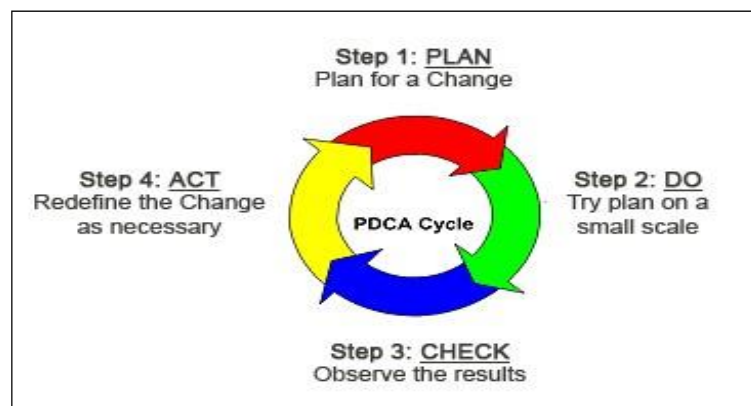 Step 1: PLAN
Plan for a Change
Step 4: ACT
Redefine the Change
as necessary
PDCA Cycle
Step 2: DO
Try plan on a
small scale
Step 3: CHECK
Observe the results